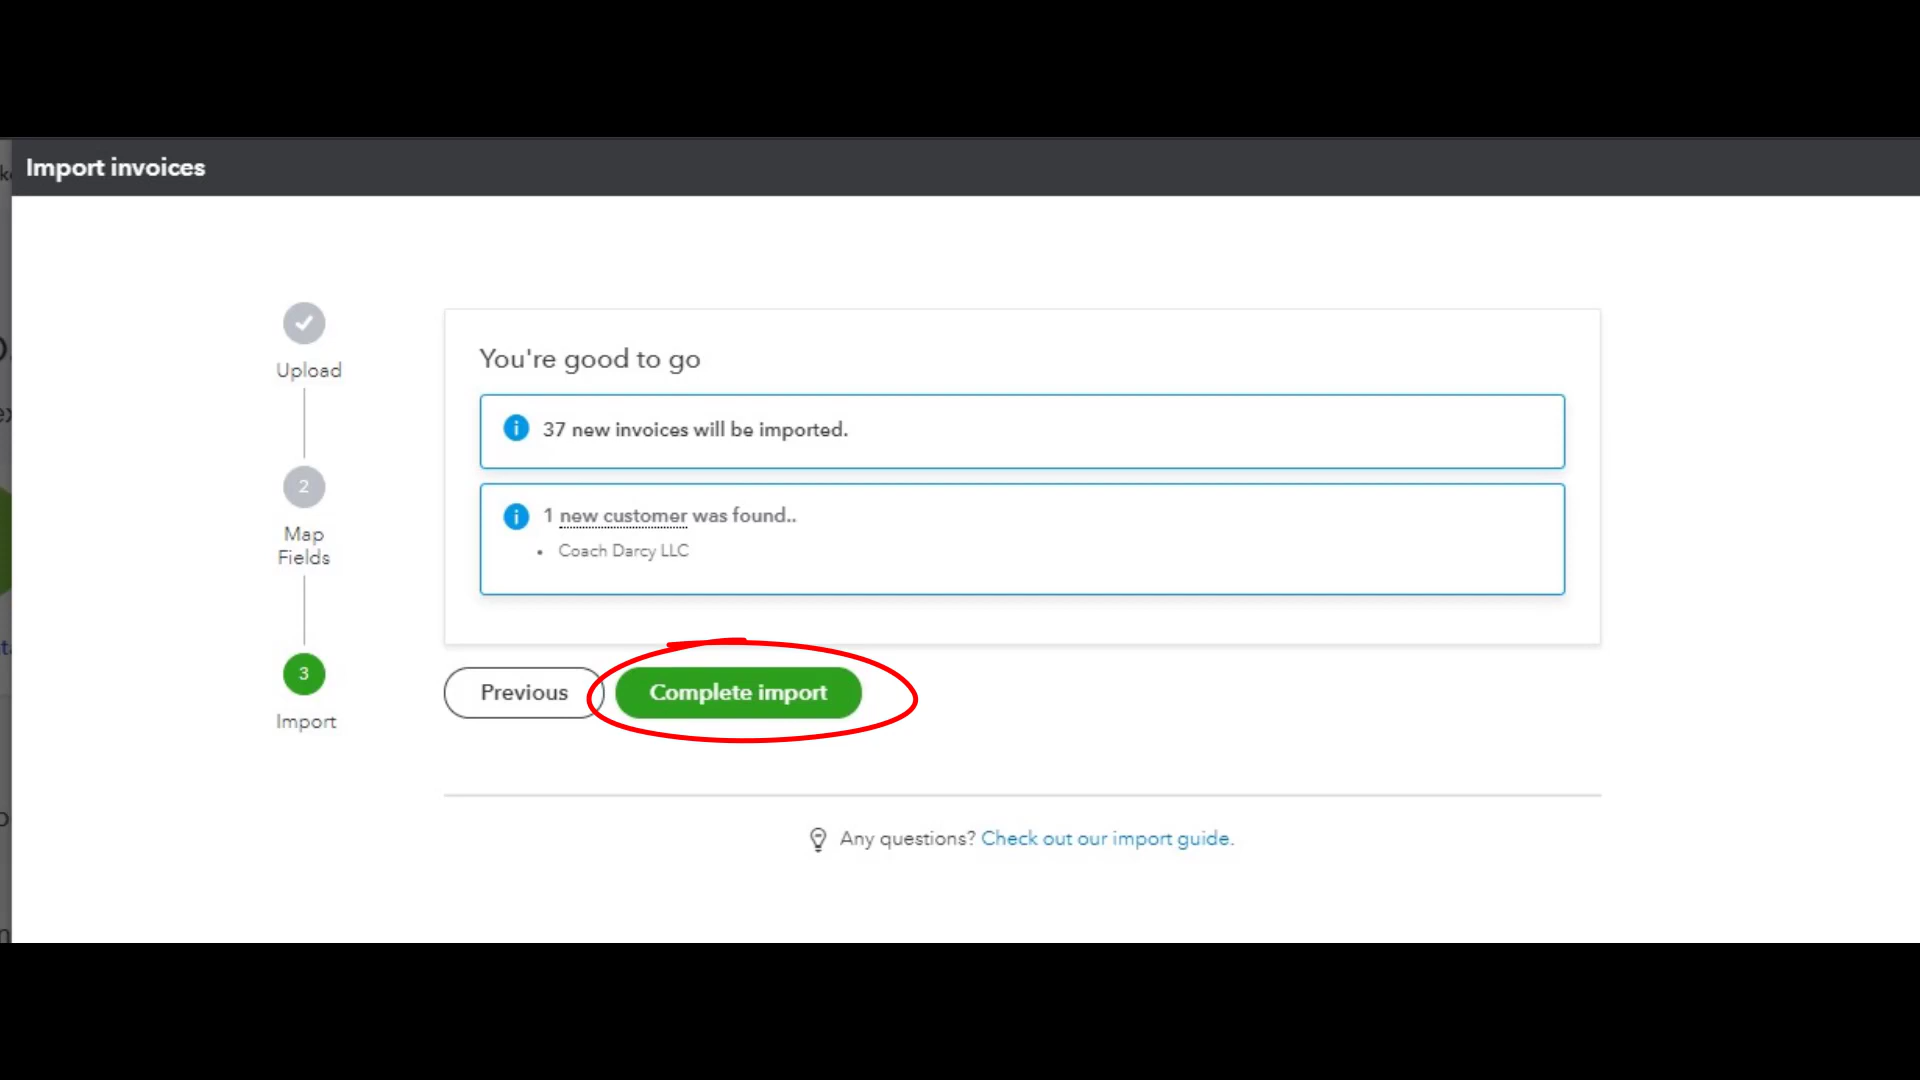 Import invoices
Upload
2
Map
Fields
3
Import
You're good to go
37 new invoices will be imported.
1 new customer was found..
• Coach Darcy LLC
Previous
Complete import
Any questions? Check out our import guide.